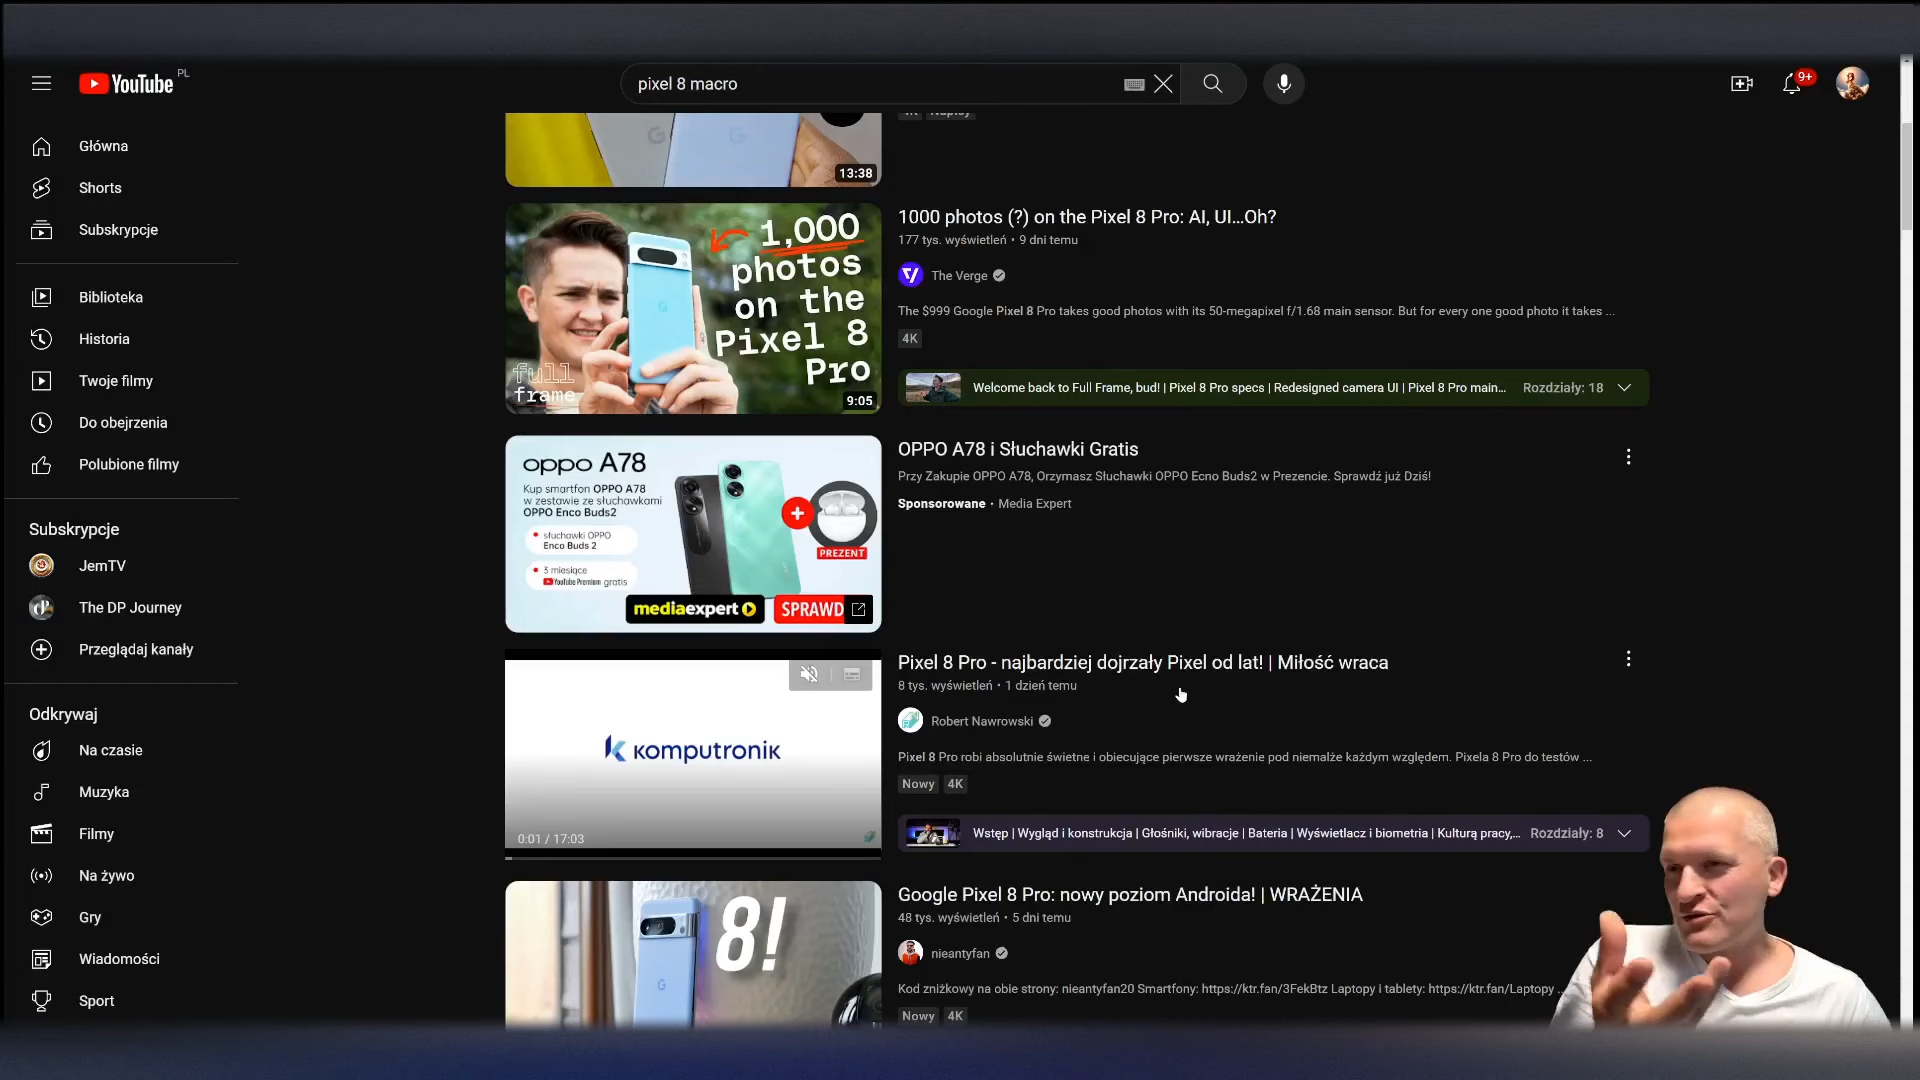 YouTube PL
pixel 8 macro
9+
Główna
Shorts
Subskrypcje
Biblioteka
Historia
Twoje filmy
Do obejrzenia
Polubione filmy
Subskrypcje
JemTV
The DP Journey
Przeglądaj kanały
Odkrywaj
Na czasie
Muzyka
Filmy
Na żywo
Gry
Wiadomości
Sport
13:38
4K Napisy
1,000
photos
on the
Pixel 8
Pro
full
frame
9:05
1000 photos (?) on the Pixel 8 Pro: AI, UI...Oh?
177 tys. wyświetleń • 9 dni temu
The Verge
The $999 Google Pixel 8 Pro takes good photos with its 50-megapixel f/1.68 main sensor. But for every one good photo it takes ...
4K
Welcome back to Full Frame, bud! | Pixel 8 Pro specs | Redesigned camera UI | Pixel 8 Pro main... Rozdziały: 18
oppo A78
Kup smartfon OPPO A78
w zestawie ze słuchawkami
OPPO Enco Buds2
słuchawki OPPO
Enco Buds 2
3 miesiące
YouTube Premium gratis
PREZENT
mediaexpert
SPRAWD
OPPO A78 i Słuchawki Gratis
Przy Zakupie OPPO A78, Orzymasz Słuchawki OPPO Ecno Buds2 w Prezencie. Sprawdź już Dziś!
Sponsorowane • Media Expert
komputronik
0:01 / 17:03
Pixel 8 Pro - najbardziej dojrzały Pixel od lat! | Miłość wraca
8 tys. wyświetleń • 1 dzień temu
Robert Nawrowski
Pixel 8 Pro robi absolutnie świetne i obiecujące pierwsze wrażenie pod niemalże każdym względem. Pixela 8 Pro do testów ...
Nowy 4K
Wstęp | Wygląd i konstrukcja | Głośniki, wibracje | Bateria | Wyświetlacz i biometria | Kulturą pracy,... Rozdziały: 8
8!
Google Pixel 8 Pro: nowy poziom Androida! | WRAŻENIA
48 tys. wyświetleń • 5 dni temu
nieantyfan
Kod zniżkowy na obie strony: nieantyfan20 Smartfony: https://ktr.fan/3FekBtz Laptopy i tablety: https://ktr.fan/Laptopy ...
Nowy 4K